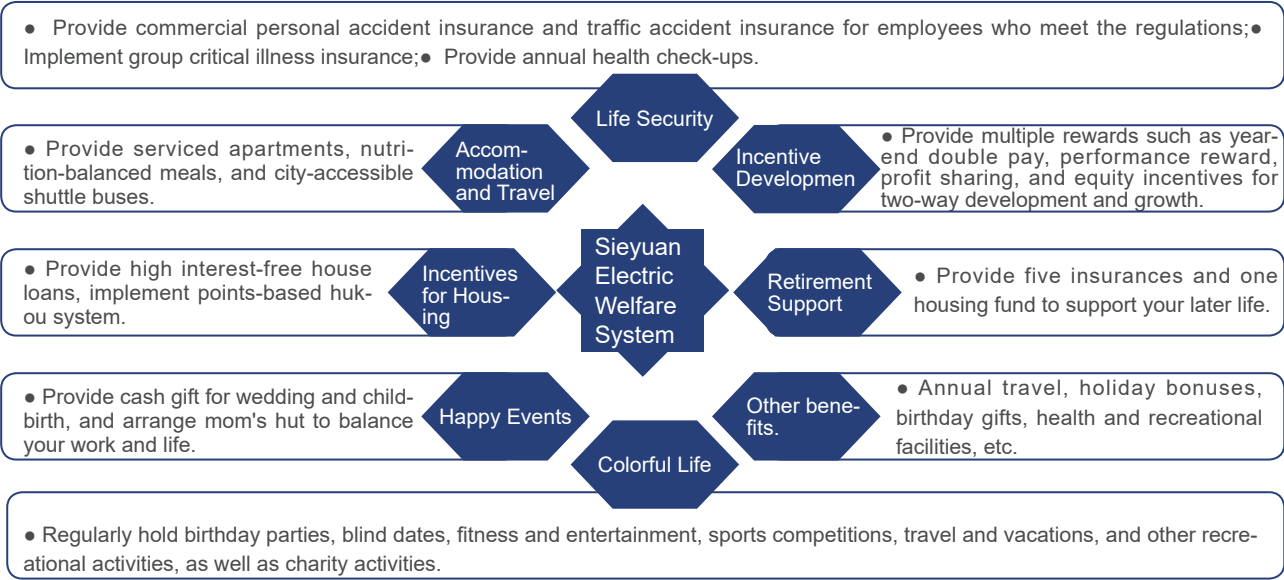 ● Provide commercial personal accident insurance and traffic accident insurance for employees who meet the regulations;●
Implement group critical illness insurance;● Provide annual health check-ups.
Life Security
● Provide serviced apartments, nutri-
tion-balanced meals, and city-accessible
shuttle buses.
Accom-
modation
and Travel
Incentive
Developmen
● Provide multiple rewards such as year-
end double pay, performance reward,
profit sharing, and equity incentives for
two-way development and growth.
● Provide high interest-free house
loans, implement points-based huk-
ou system.
Incentives
for Hous-
ing
Sieyuan
Electric
Welfare
System
Retirement
Support
● Provide five insurances and one
housing fund to support your later life.
● Provide cash gift for wedding and child-
birth, and arrange mom's hut to balance
your work and life.
Happy Events
Other bene-
fits.
● Annual travel, holiday bonuses,
birthday gifts, health and recreational
facilities, etc.
Colorful Life
● Regularly hold birthday parties, blind dates, fitness and entertainment, sports competitions, travel and vacations, and other recre-
ational activities, as well as charity activities.